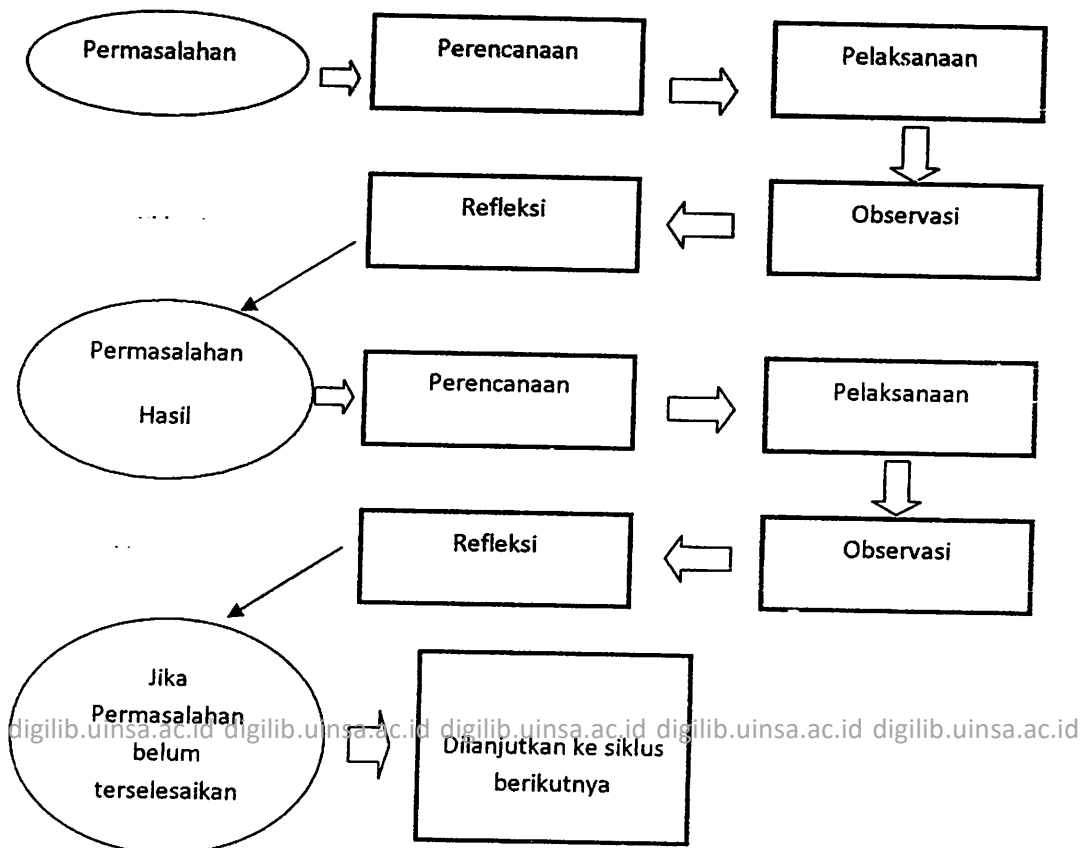 Permasalahan
Perencanaan
Pelaksanaan
Refleksi
Observasi
Permasalahan
Hasil
Perencanaan
Pelaksanaan
Refleksi
Observasi
Jika
Permasalahan
belum
terselesaikan
Dilanjutkan ke siklus
berikutnya
digilib.uinsa.ac.id digilib.uinsa.ac.id digilib.uinsa.ac.id digilib.uinsa.ac.id digilib.uinsa.ac.id